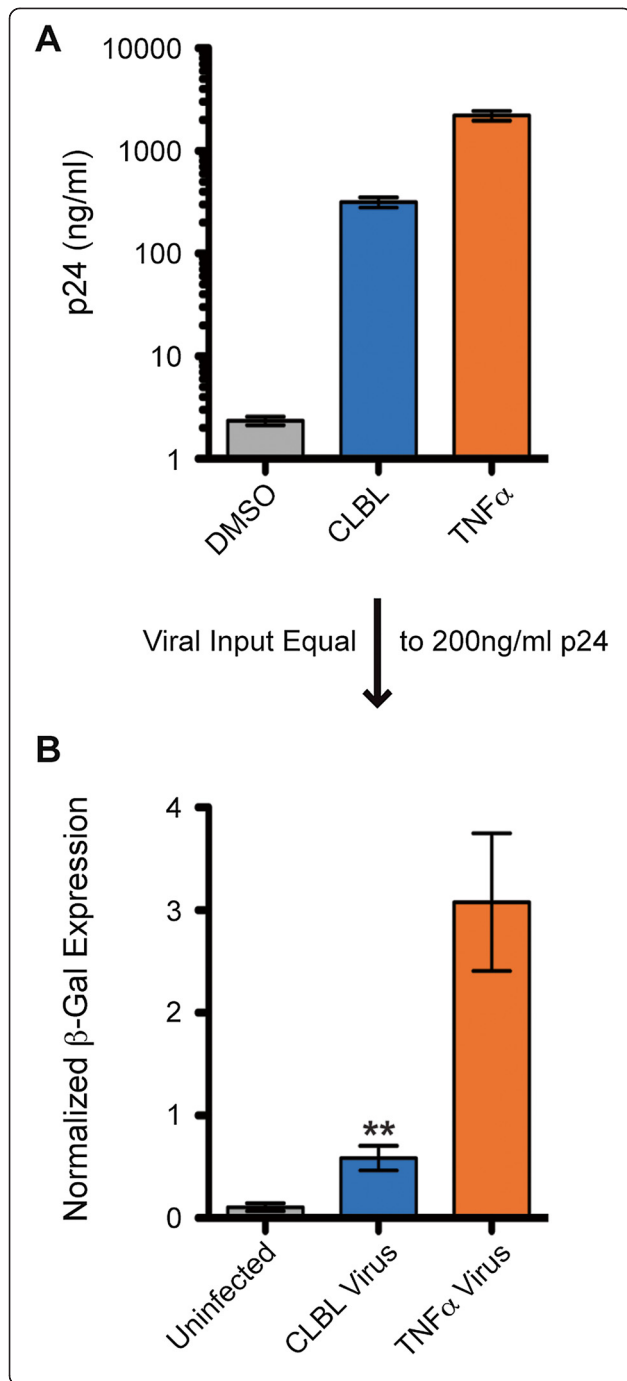 A
p24 (ng/ml)
10000
1000
100
10
1
DMSO
CLBL
TNFα
Viral Input Equal to 200ng/ml p24
B
Normalized β-Gal Expression
4
3
2
1
0
**
Uninfected
CLBL Virus
TNFα Virus